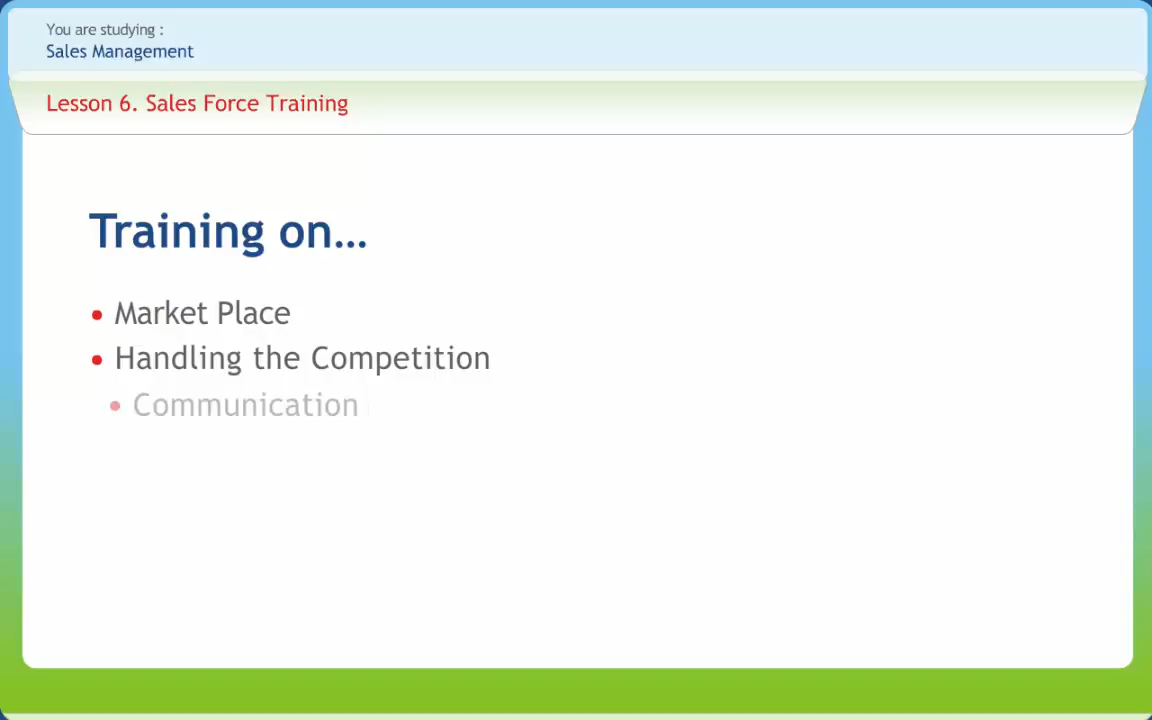 You are studying :
Sales Management
Lesson 6. Sales Force Training
Training on...
• Market Place
• Handling the Competition
• Communication